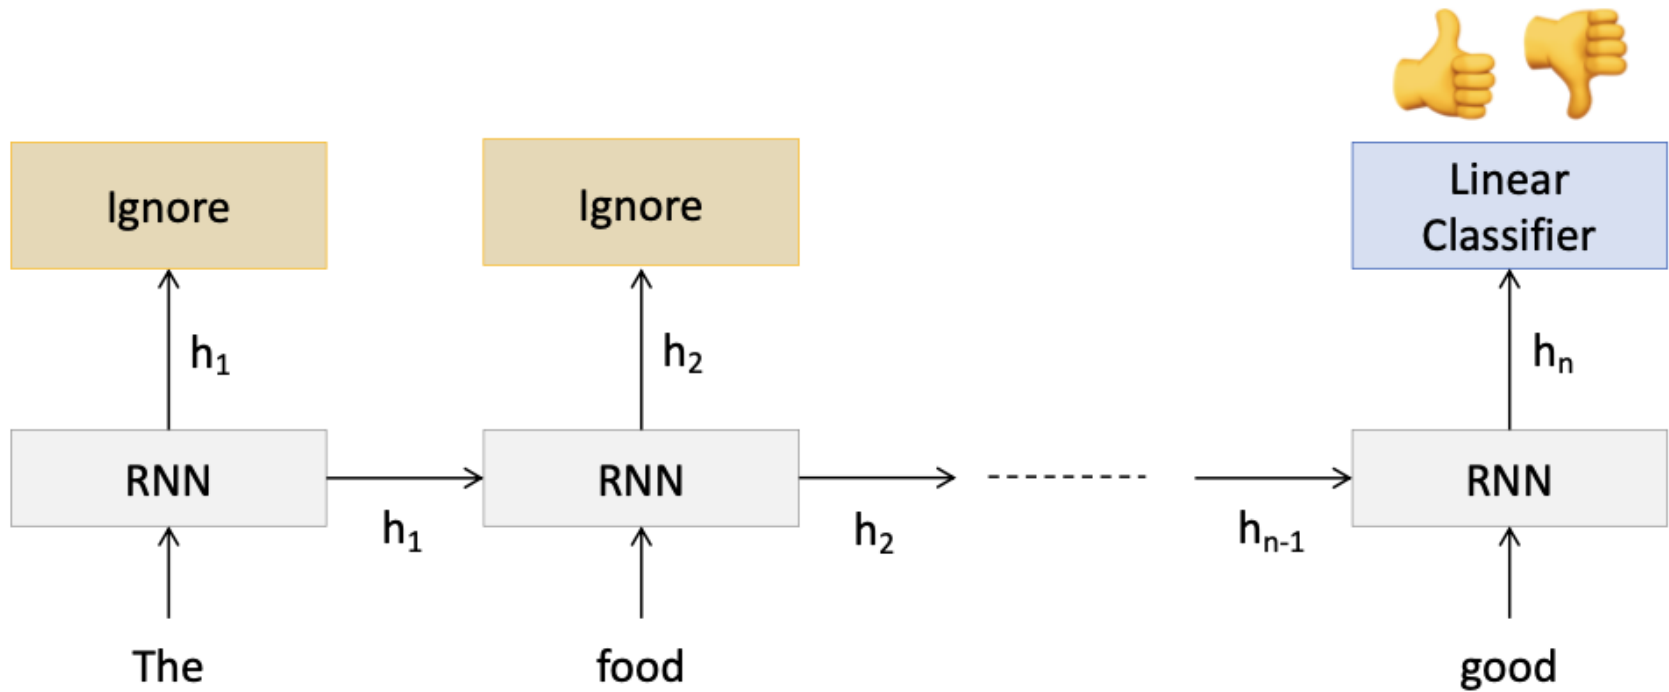 Ignore
Ignore
Linear
Classifier
h₁
h₂
hₙ
RNN
RNN
RNN
h₁
h₂
hₙ₋₁
The
food
good